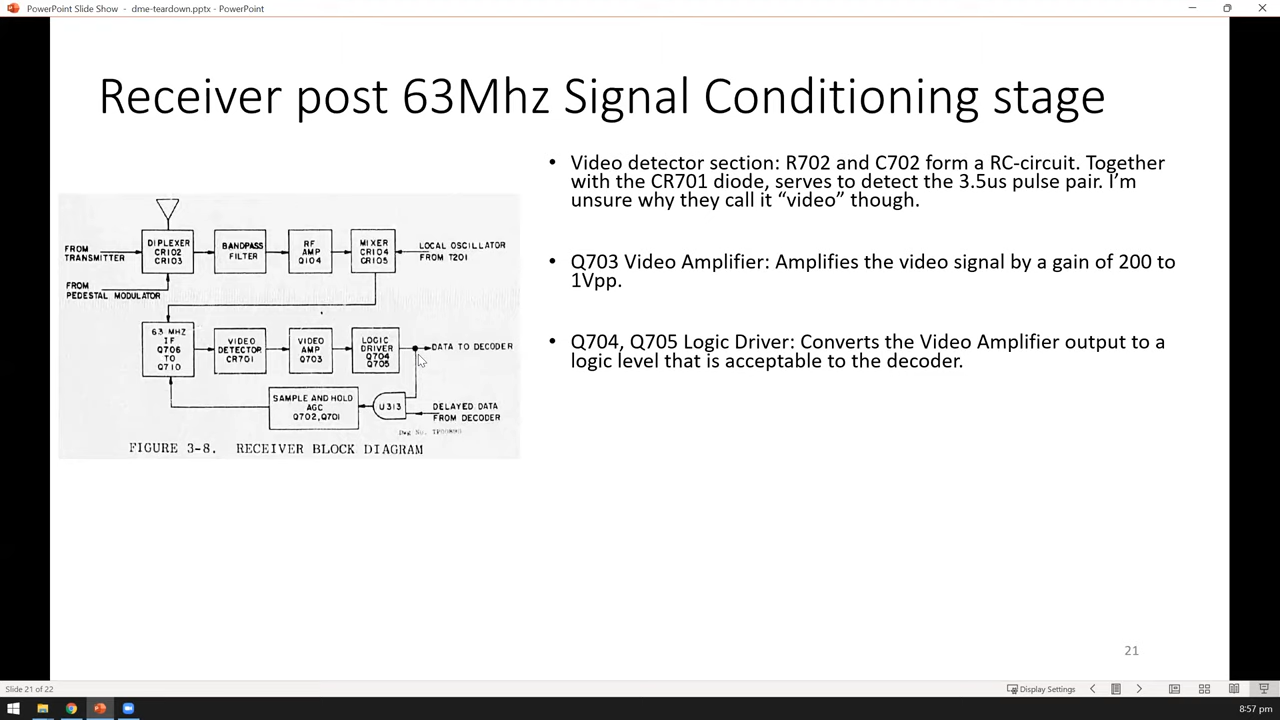 PowerPoint Slide Show - dme-teardown.pptx - PowerPoint
Receiver post 63Mhz Signal Conditioning stage
• Video detector section: R702 and C702 form a RC-circuit. Together
with the CR701 diode, serves to detect the 3.5us pulse pair. I'm
unsure why they call it “video” though.
• Q703 Video Amplifier: Amplifies the video signal by a gain of 200 to
1Vpp.
• Q704, Q705 Logic Driver: Converts the Video Amplifier output to a
logic level that is acceptable to the decoder.
FROM
TRANSMITTER
DIPLEXER
CR102
CR103
BANDPASS
FILTER
RF
AMP
Q104
MIXER
CR104
CR105
LOCAL OSCILLATOR
FROM T201
FROM
PEDESTAL MODULATOR
63 MHZ
IF
Q706
TO
Q710
VIDEO
DETECTOR
CR701
VIDEO
AMP
Q703
LOGIC
DRIVER
Q704
Q705
DATA TO DECODER
SAMPLE AND HOLD
AGC
Q702,Q701
U313
DELAYED DATA
FROM DECODER
Dwg No.
FIGURE 3-8. RECEIVER BLOCK DIAGRAM
21
Slide 21 of 22
Display Settings
8:57 pm